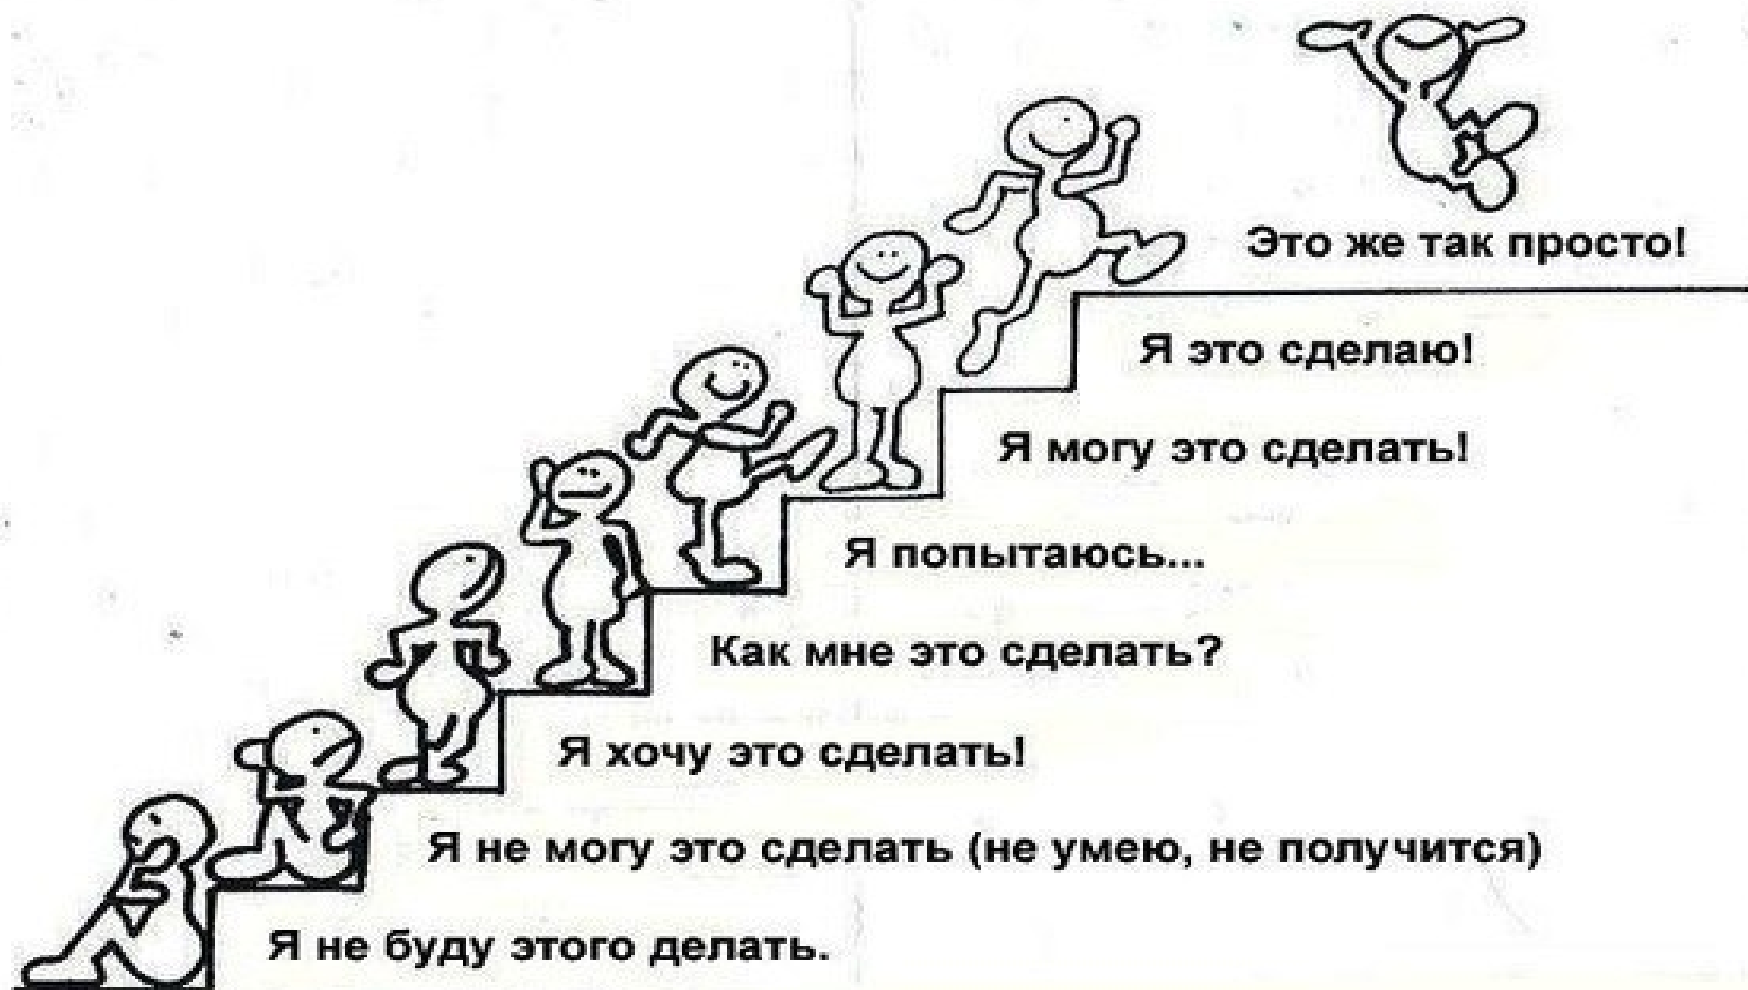 Это же так просто!
Я это сделаю!
Я могу это сделать!
Я попытаюсь...
Как мне это сделать?
Я хочу это сделать!
Я не могу это сделать (не умею, не получится)
Я не буду этого делать.